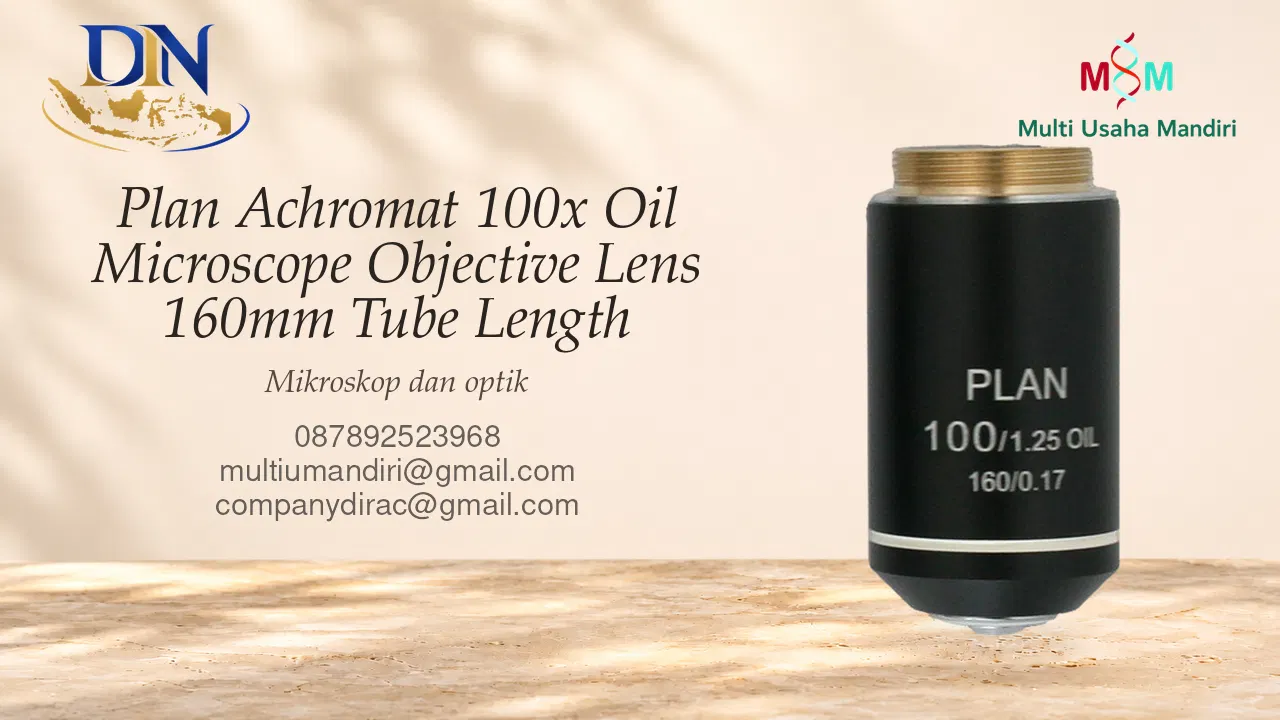 DIN
MSM
Multi Usaha Mandiri
Plan Achromat 100x Oil
Microscope Objective Lens
160mm Tube Length
Mikroskop dan optik
087892523968
multiumandiri@gmail.com
companydirac@gmail.com
PLAN
100/1.25 OIL
160/0.17